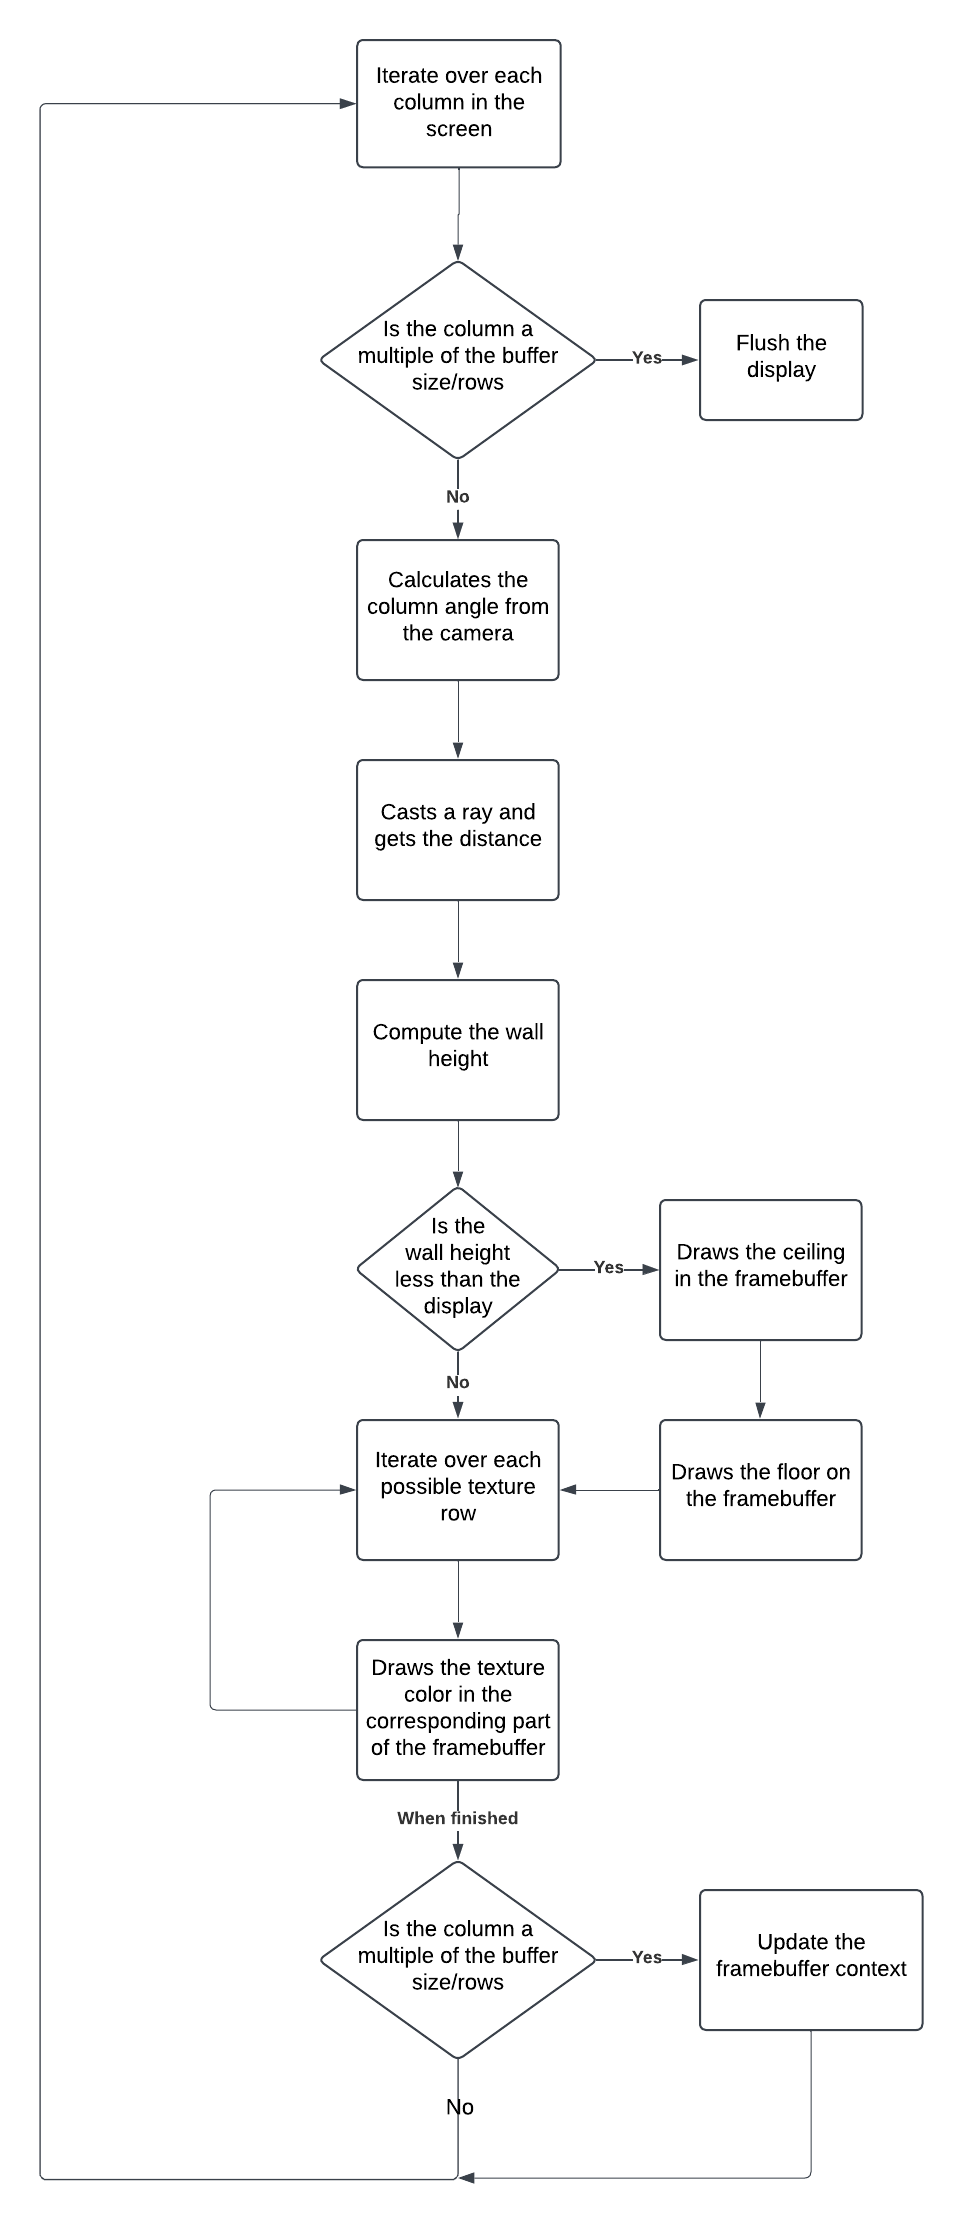 Iterate over each
column in the
screen
Is the column a
multiple of the buffer
size/rows
Yes
Flush the
display
No
Calculates the
column angle from
the camera
Casts a ray and
gets the distance
Compute the wall
height
Is the
wall height
less than the
display
Yes
Draws the ceiling
in the framebuffer
No
Iterate over each
possible texture
row
Draws the floor on
the framebuffer
Draws the texture
color in the
corresponding part
of the framebuffer
When finished
Is the column a
multiple of the buffer
size/rows
Yes
Update the
framebuffer context
No